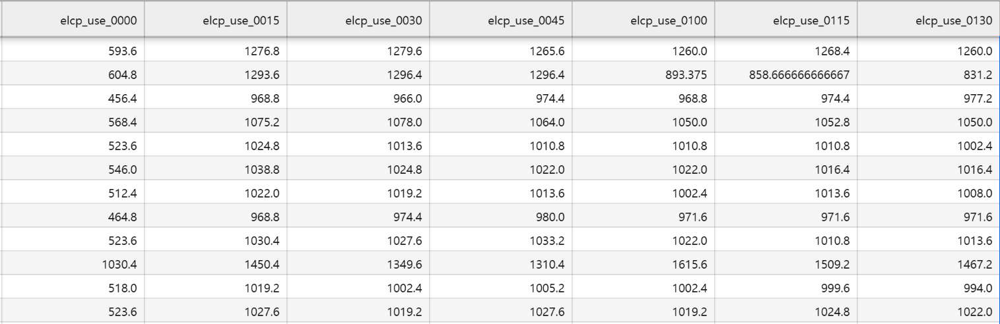 elcp_use_0000 elcp_use_0015 elcp_use_0030 elcp_use_0045 elcp_use_0100 elcp_use_0115 elcp_use_0130
593.6 1276.8 1279.6 1265.6 1260.0 1268.4 1260.0
604.8 1293.6 1296.4 1296.4 893.375 858.666666666667 831.2
456.4 968.8 966.0 974.4 968.8 974.4 977.2
568.4 1075.2 1078.0 1064.0 1050.0 1052.8 1050.0
523.6 1024.8 1013.6 1010.8 1010.8 1010.8 1002.4
546.0 1038.8 1024.8 1022.0 1022.0 1016.4 1016.4
512.4 1022.0 1019.2 1013.6 1002.4 1013.6 1008.0
464.8 968.8 974.4 980.0 971.6 971.6 971.6
523.6 1030.4 1027.6 1033.2 1022.0 1010.8 1013.6
1030.4 1450.4 1349.6 1310.4 1615.6 1509.2 1467.2
518.0 1019.2 1002.4 1005.2 1002.4 999.6 994.0
523.6 1027.6 1019.2 1027.6 1019.2 1024.8 1022.0